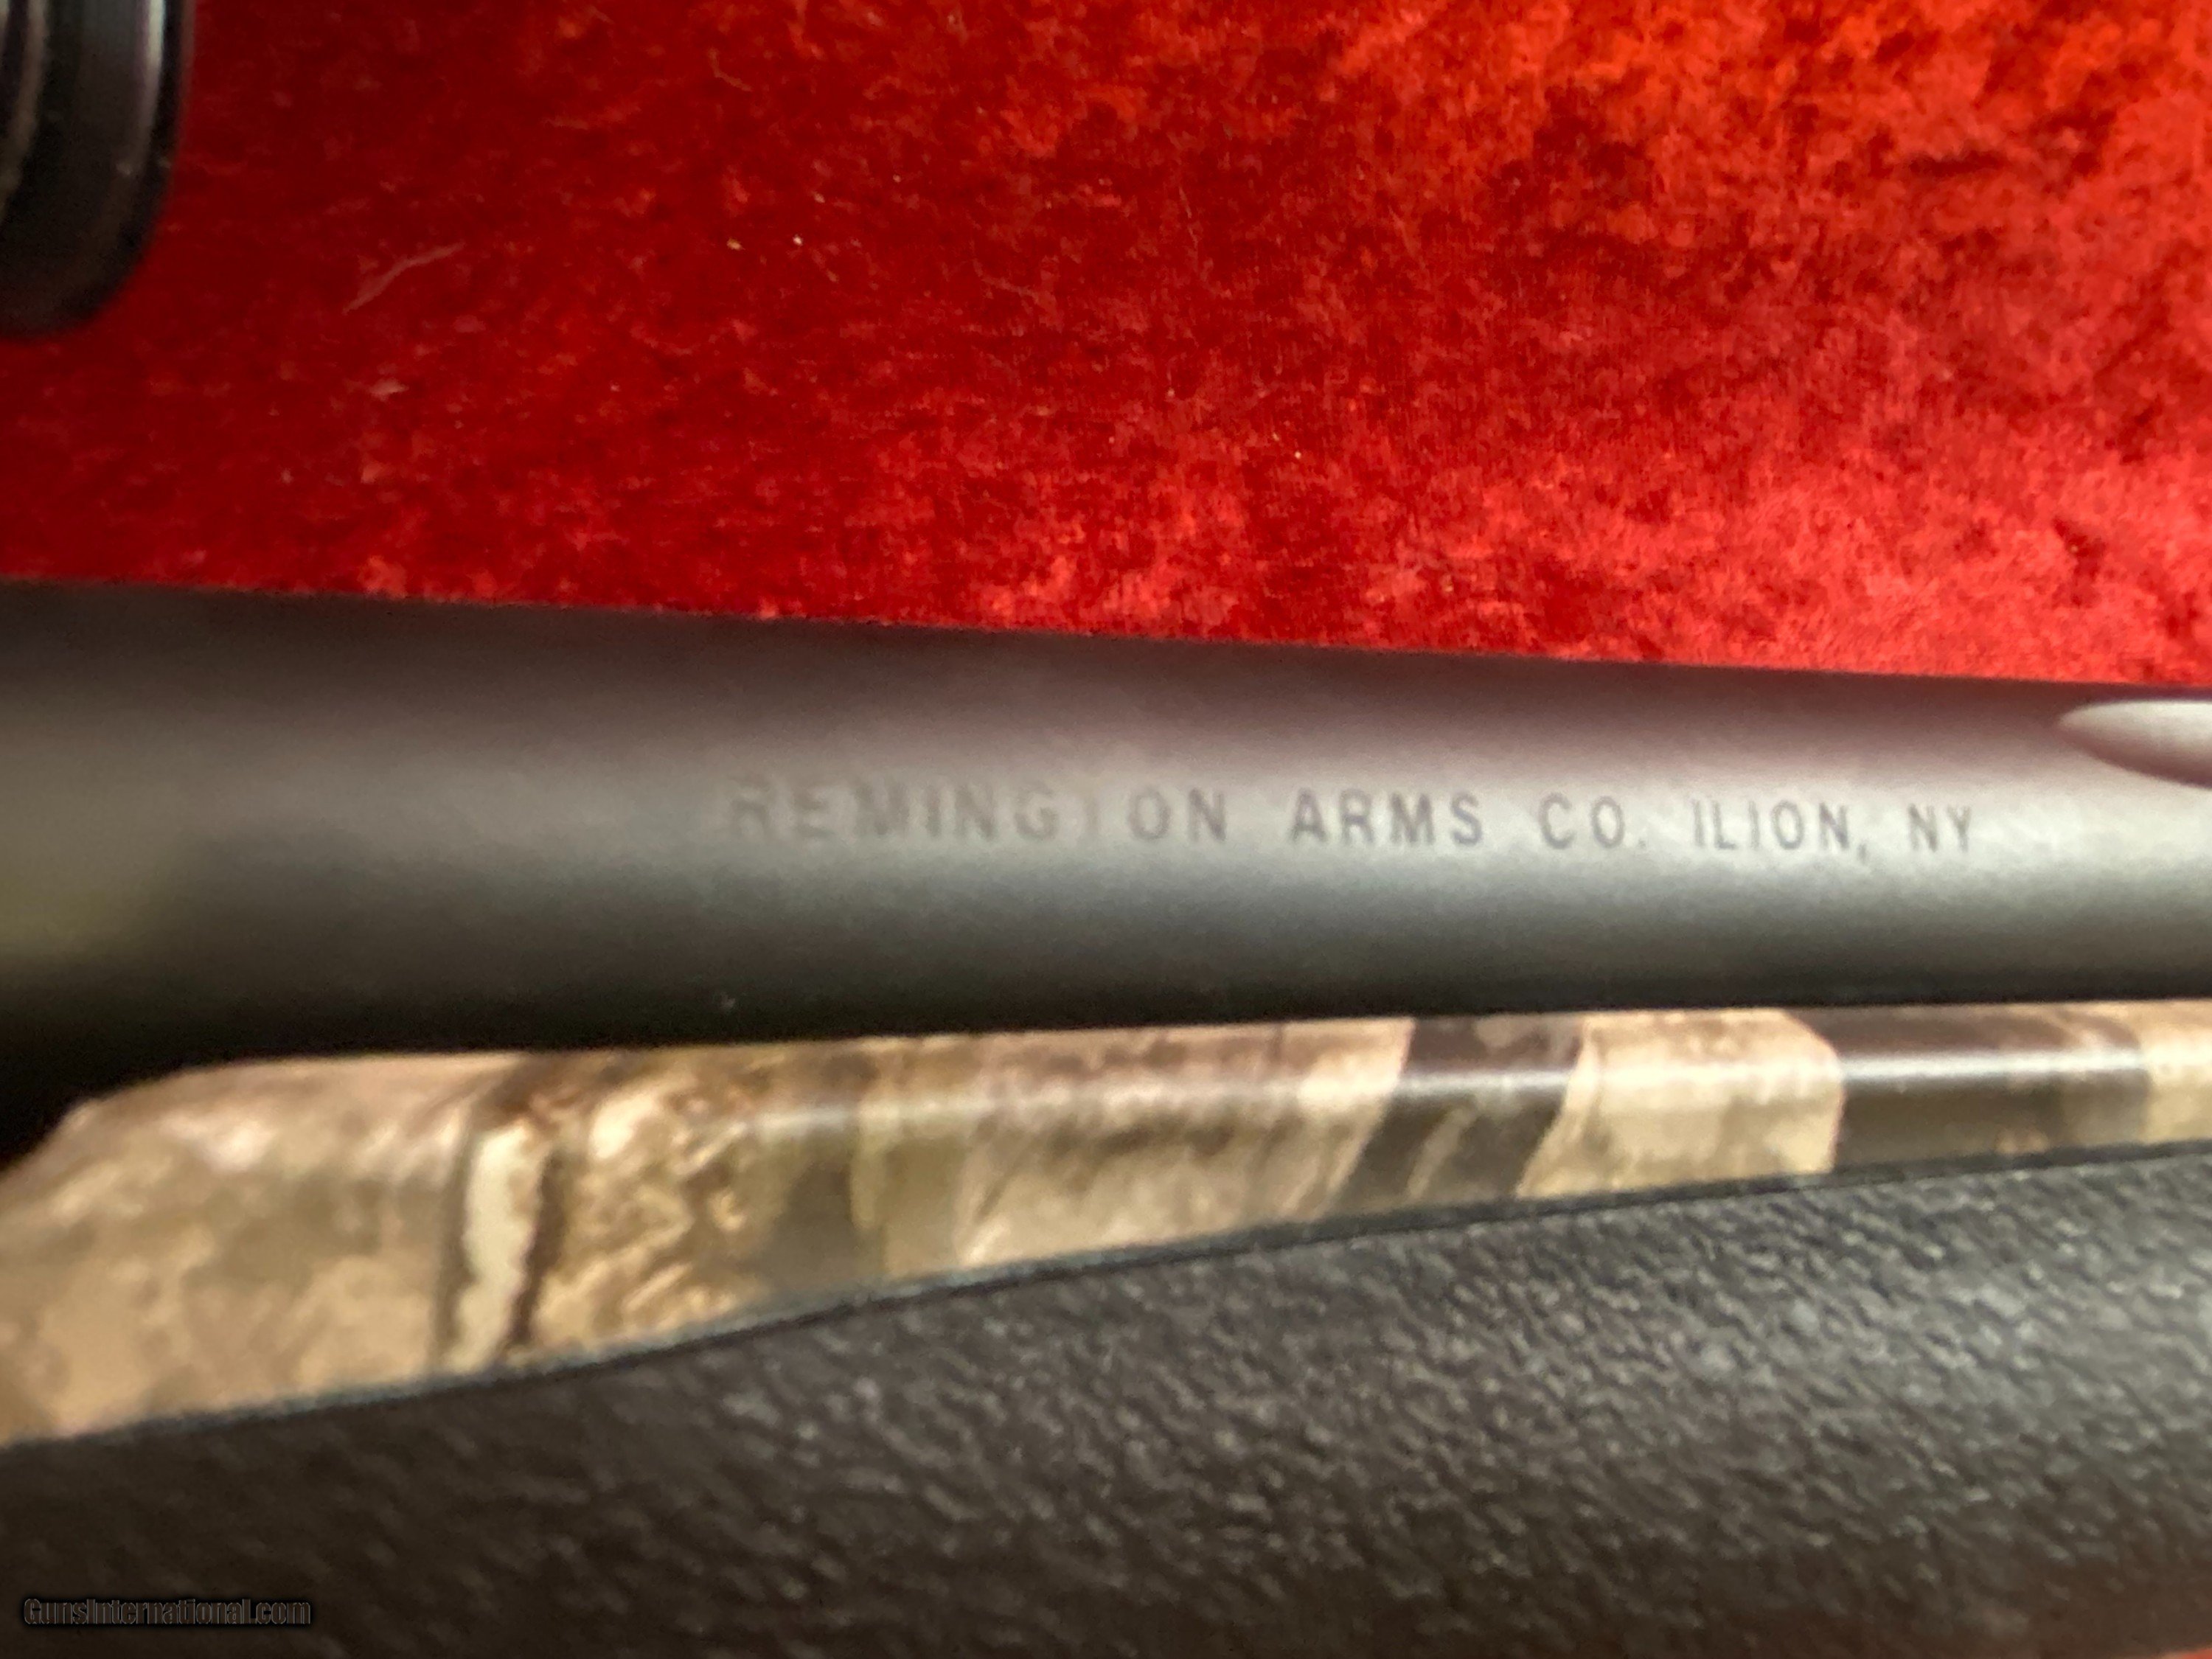 REMINGTON ARMS CO. ILION, NY
GunsInternational.com